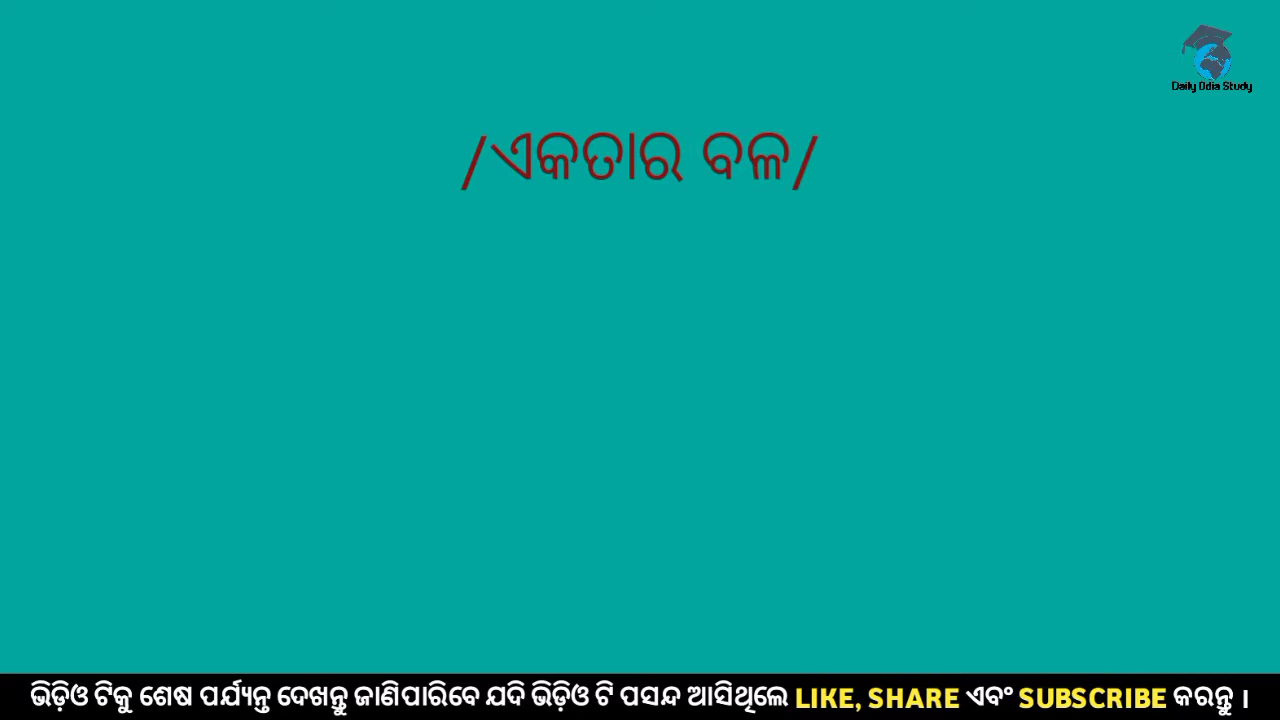 Daily Odia Study
/ଏକତାର ବଳ/
ଭିଡ଼ିଓ ଟିକୁ ଶେଷ ପର୍ଯ୍ୟନ୍ତ ଦେଖନ୍ତୁ ଜାଣିପାରିବେ ଯଦି ଭିଡ଼ିଓ ଟି ପସନ୍ଦ ଆସିଥିଲେ LIKE, SHARE ଏବଂ SUBSCRIBE କରନ୍ତୁ ।